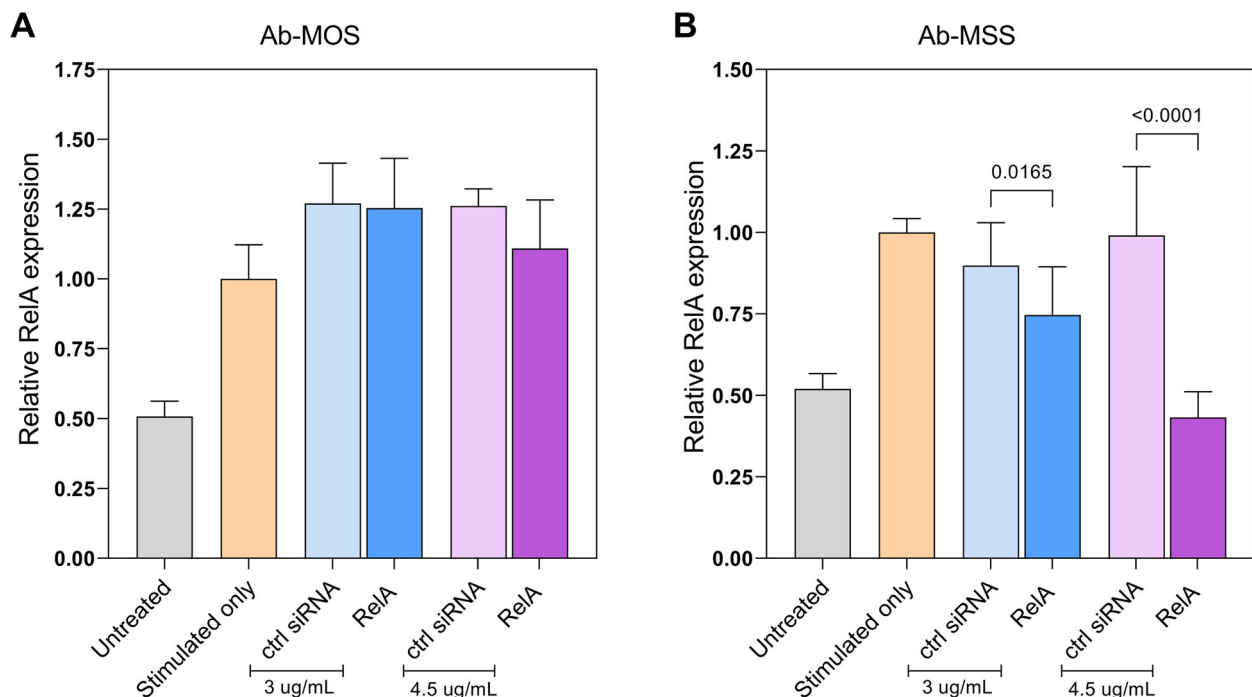 A
Ab-MOS
Relative RelA expression
1.75
1.50
1.25
1.00
0.75
0.50
0.25
0.00
Untreated
Stimulated only
ctrl siRNA
RelA
ctrl siRNA
RelA
3 ug/mL
4.5 ug/mL
B
Ab-MSS
Relative RelA expression
1.50
1.25
1.00
0.75
0.50
0.25
0.00
0.0165
<0.0001
Untreated
Stimulated only
ctrl siRNA
RelA
ctrl siRNA
RelA
3 ug/mL
4.5 ug/mL